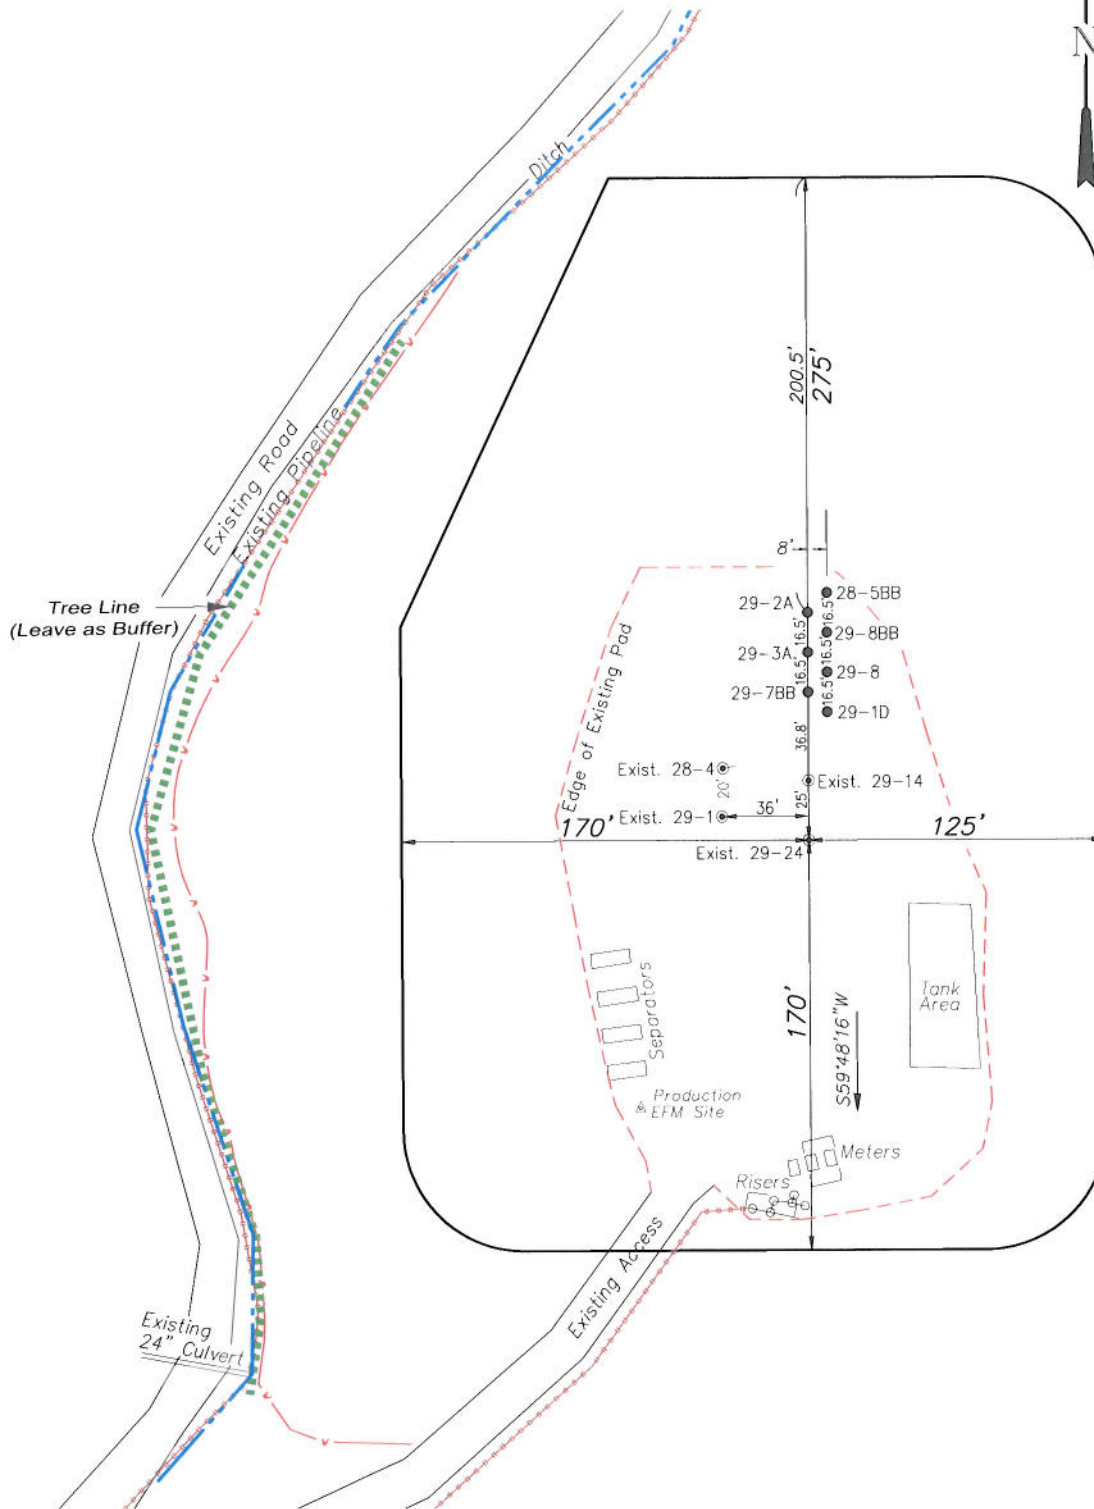 N
Ditch
200.5'
275'
Existing Road
Existing Pipeline
Tree Line
(Leave as Buffer)
8'
29-2A
28-5BB
16.5'
16.5'
29-8BB
29-3A
16.5'
16.5'
29-8
29-7BB
16.5'
29-1D
36.8'
Edge of Existing Pad
Exist. 28-4
20'
Exist. 29-14
25'
Exist. 29-1
36'
170'
125'
Exist. 29-24
Separators
Tank
Area
170'
S59°48'16"W
Production
EFM Site
Meters
Risers
Existing Access
Existing
24" Culvert